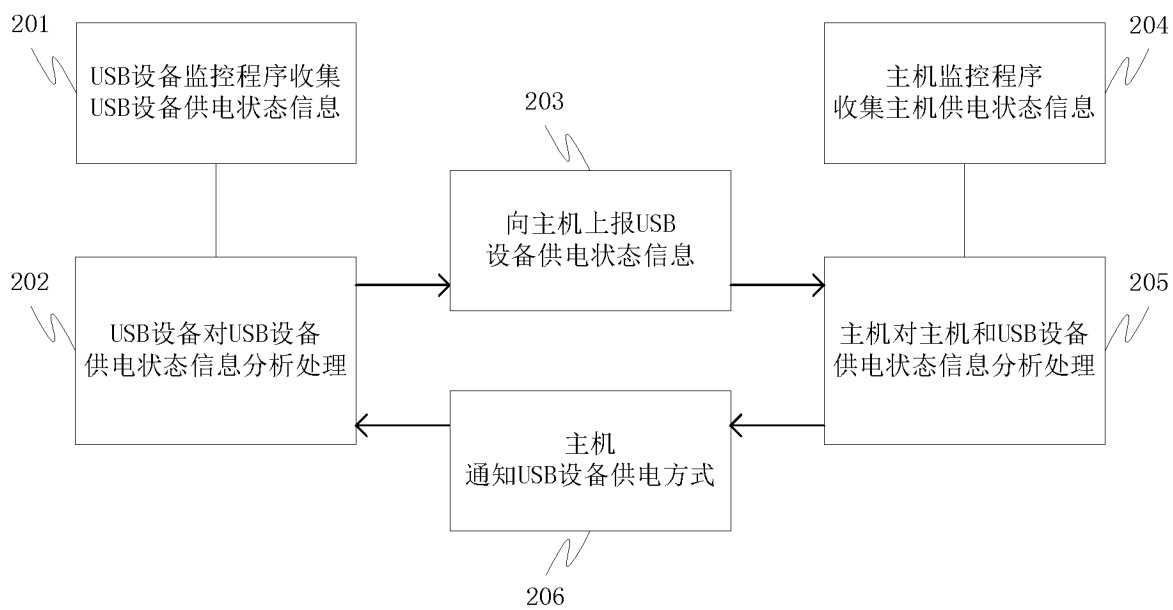 201
USB设备监控程序收集
USB设备供电状态信息
204
主机监控程序
收集主机供电状态信息
203
向主机上报USB
设备供电状态信息
202
USB设备对USB设备
供电状态信息分析处理
205
主机对主机和USB设备
供电状态信息分析处理
主机
通知USB设备供电方式
206